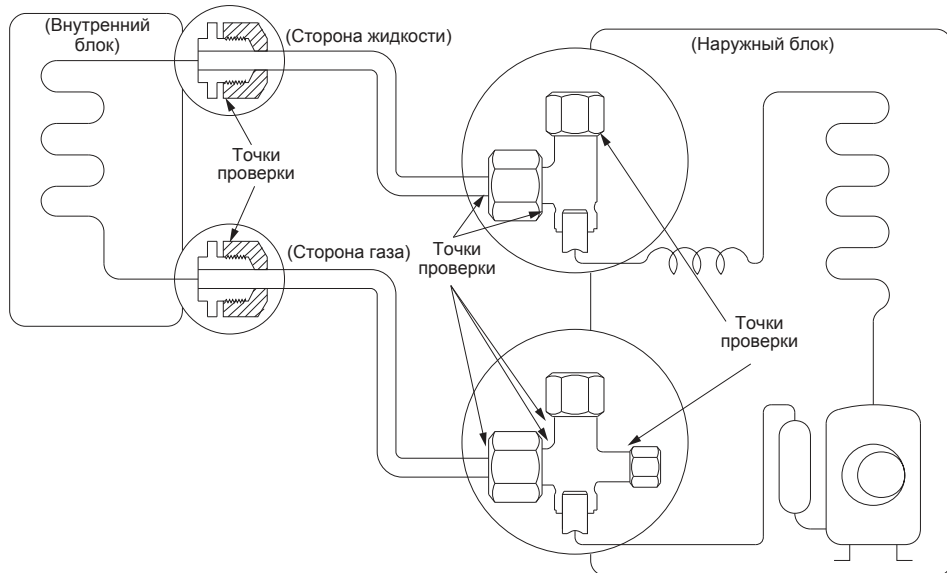 (Внутренний
блок)
(Сторона жидкости)
(Наружный блок)
Точки
проверки
(Сторона газа)
Точки
проверки
Точки
проверки